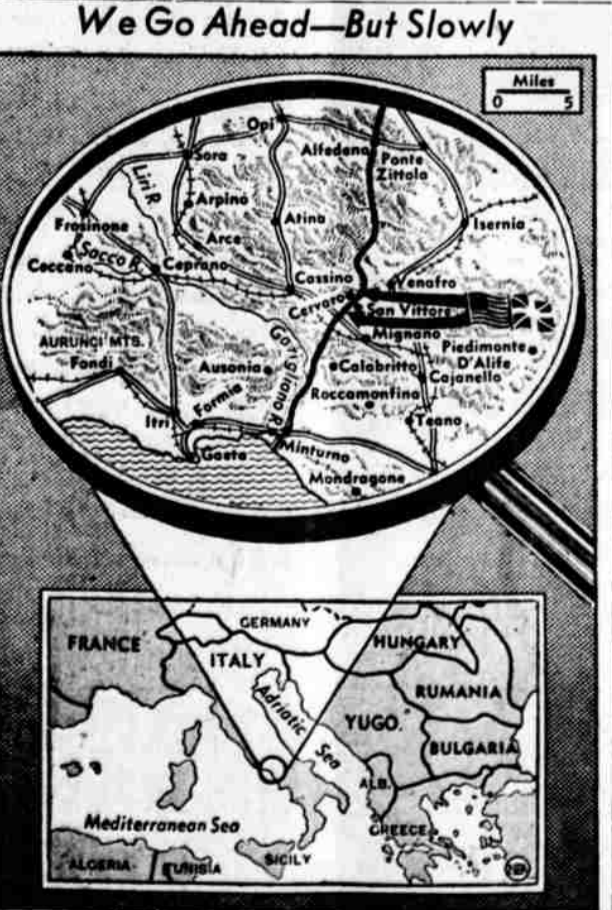 We Go Ahead—But Slowly
Miles
0 5
Opi
Alfedena
Ponte
Zittola
Sora
Liri R
Arpino
Atina
Isernia
Frosinone
Arce
Sacco R.
Ceccano
Ceprano
Cassino
Venafro
Cervaro
San Vittore
Mignano
Garigliano R.
AURUNCI MTS.
Fondi
Ausonia
Calabritto
Piedimonte
D'Alife
Cajanello
Roccamonfina
Formia
Itri
Teano
Gaeta
Minturno
Mondragone
FRANCE
GERMANY
HUNGARY
ITALY
RUMANIA
Adriatic Sea
YUGO.
BULGARIA
ALB.
Mediterranean Sea
GREECE
ALGERIA
TUNISIA
SICILY